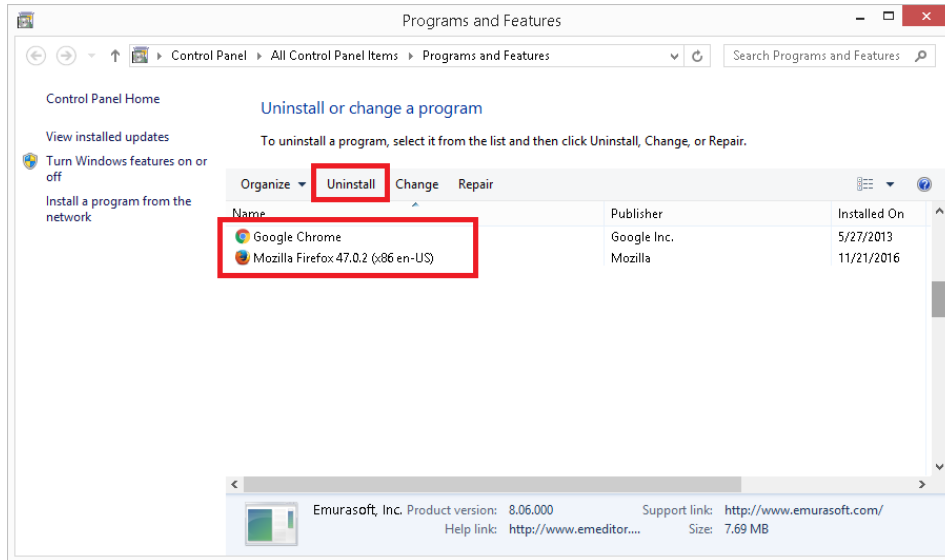 Programs and Features
Control Panel All Control Panel Items Programs and Features Search Programs and Features
Control Panel Home
View installed updates
Turn Windows features on or
off
Install a program from the
network
Uninstall or change a program
To uninstall a program, select it from the list and then click Uninstall, Change, or Repair.
Organize Uninstall Change Repair
Name Publisher Installed On
Google Chrome Google Inc. 5/27/2013
Mozilla Firefox 47.0.2 (x86 en-US) Mozilla 11/21/2016
Emurasoft, Inc. Product version: 8.06.000 Support link: http://www.emurasoft.com/
Help link: http://www.emeditor.... Size: 7.69 MB